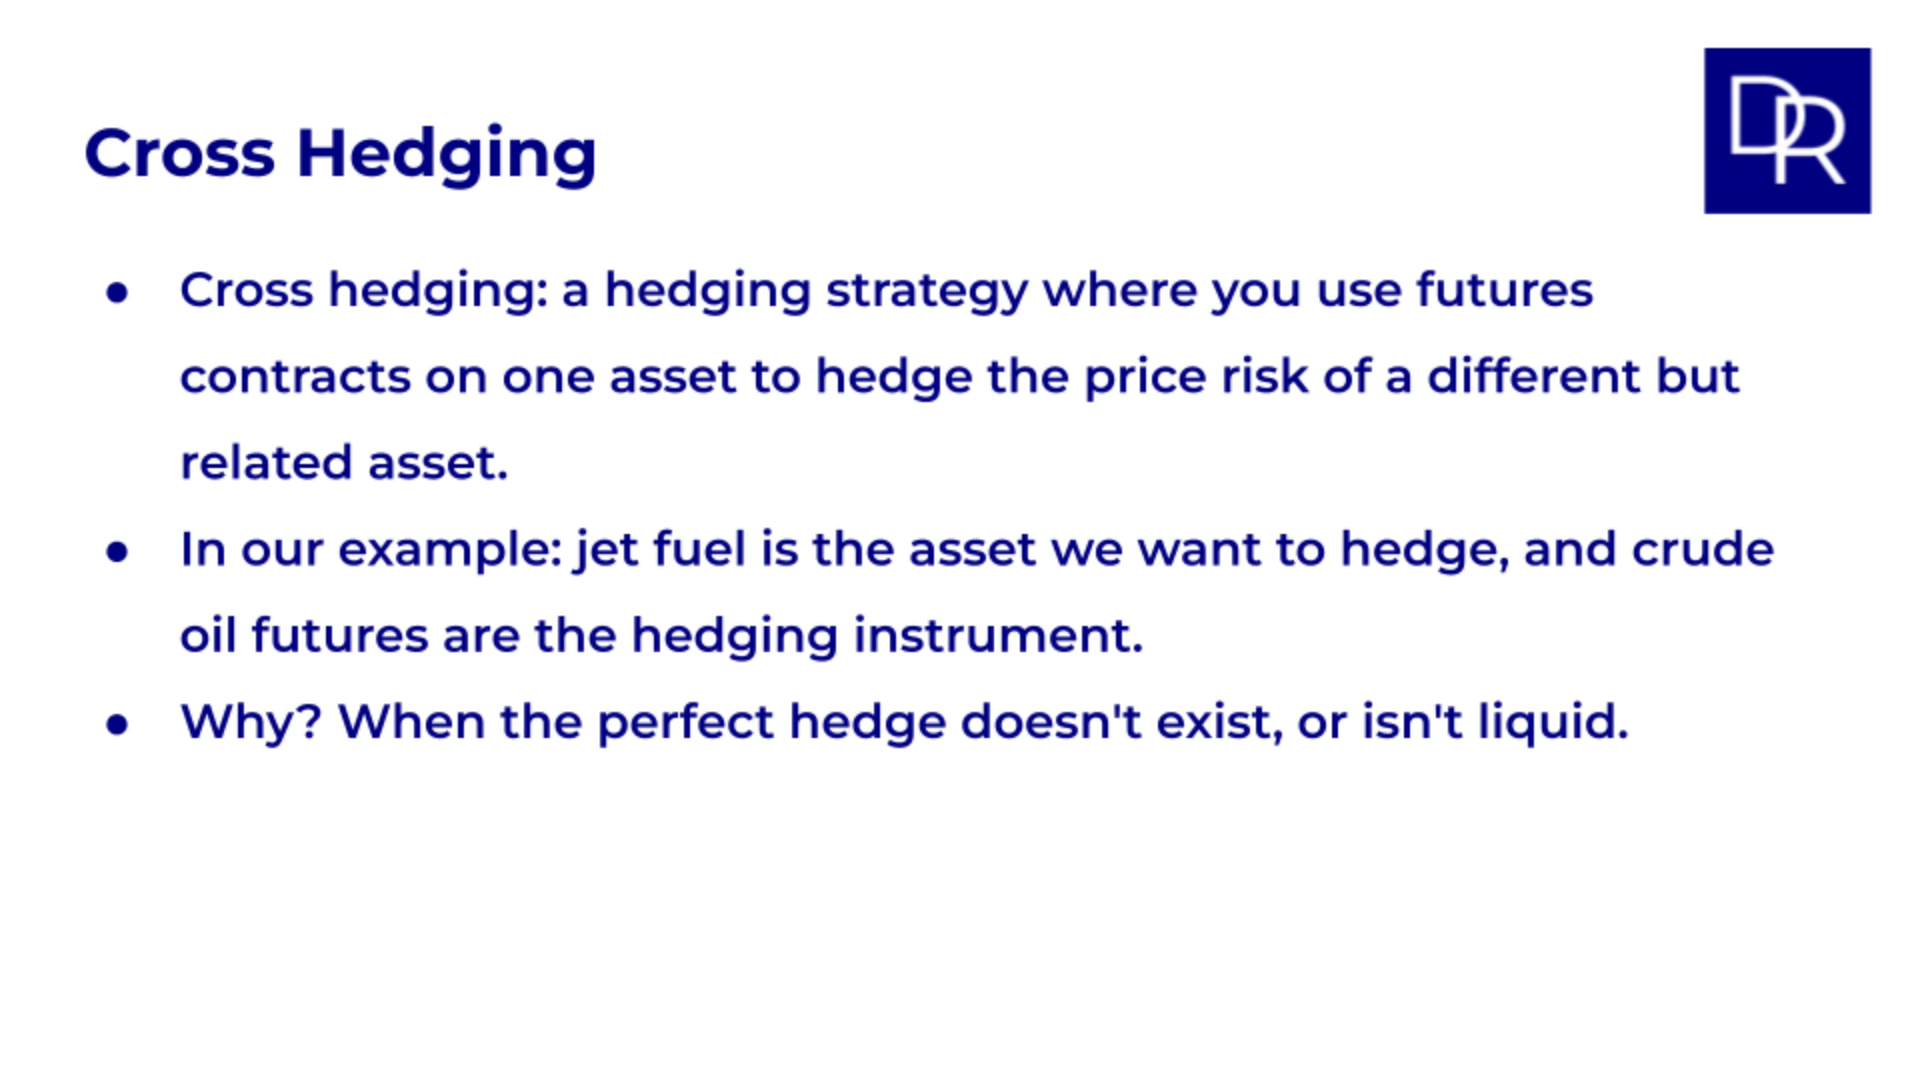 DR
Cross Hedging
● Cross hedging: a hedging strategy where you use futures
contracts on one asset to hedge the price risk of a different but
related asset.
● In our example: jet fuel is the asset we want to hedge, and crude
oil futures are the hedging instrument.
● Why? When the perfect hedge doesn't exist, or isn't liquid.